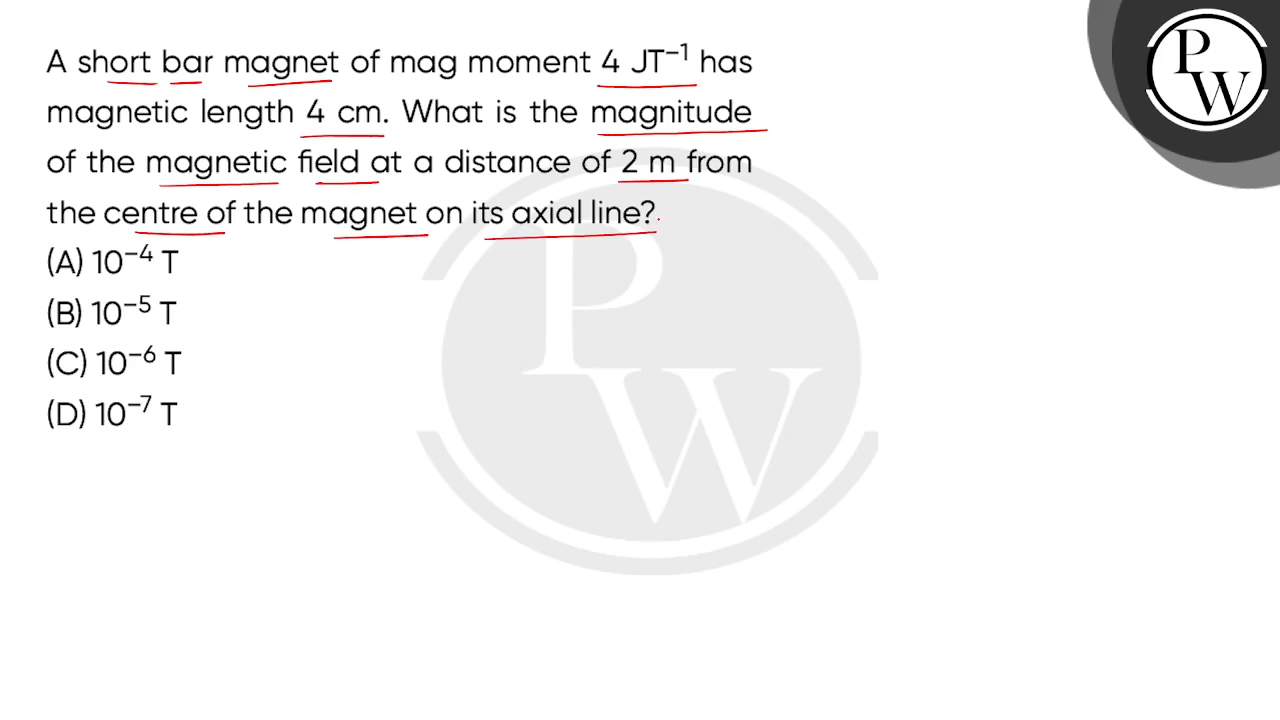 A short bar magnet of mag moment 4 JT⁻¹ has
magnetic length 4 cm. What is the magnitude
of the magnetic field at a distance of 2 m from
the centre of the magnet on its axial line?
(A) 10⁻⁴ T
(B) 10⁻⁵ T
(C) 10⁻⁶ T
(D) 10⁻⁷ T
PW
PW